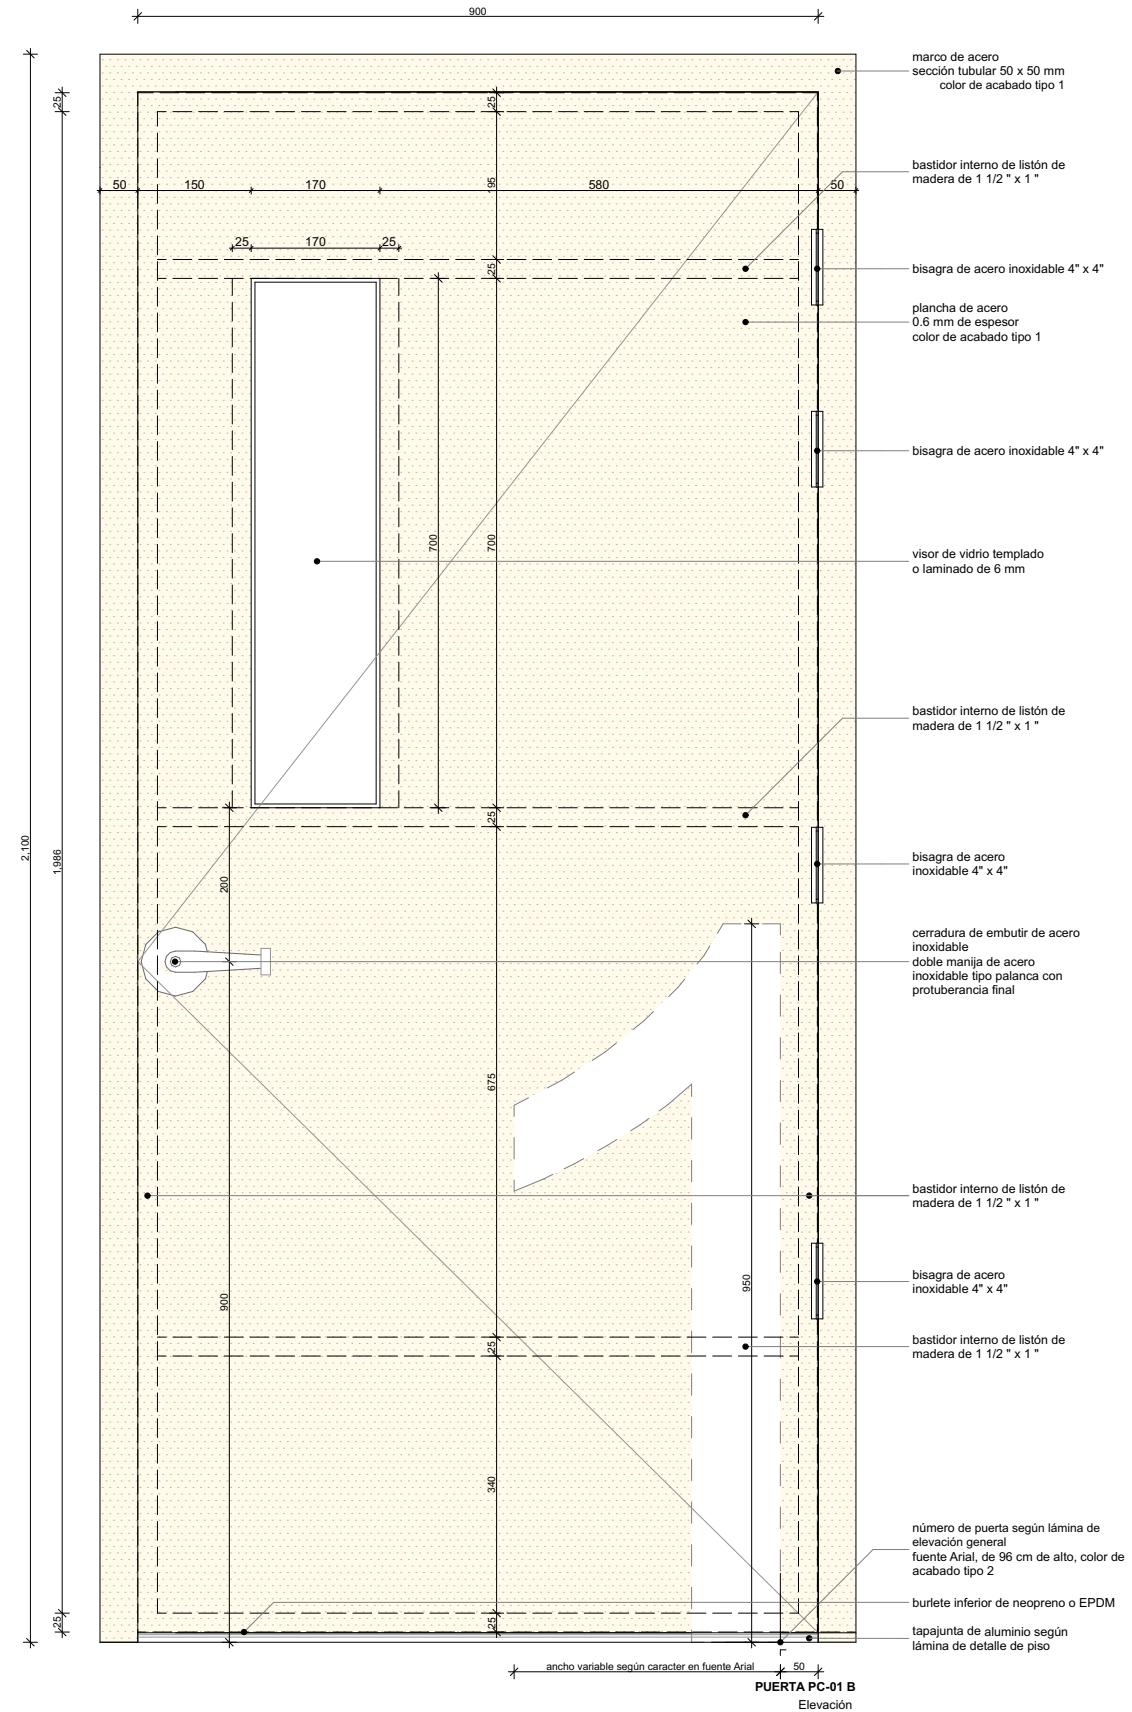 900
marco de acero
sección tubular 50 x 50 mm
color de acabado tipo 1
25
25
bastidor interno de listón de
madera de 1 1/2 " x 1 "
50
150
170
195
580
50
25
170
25
25
bisagra de acero inoxidable 4" x 4"
plancha de acero
0.6 mm de espesor
color de acabado tipo 1
bisagra de acero inoxidable 4" x 4"
700
700
visor de vidrio templado
o laminado de 6 mm
bastidor interno de listón de
madera de 1 1/2 " x 1 "
25
2,100
1,986
200
bisagra de acero
inoxidable 4" x 4"
cerradura de embutir de acero
inoxidable
doble manija de acero
inoxidable tipo palanca con
protuberancia final
675
1
bastidor interno de listón de
madera de 1 1/2 " x 1 "
900
950
bisagra de acero
inoxidable 4" x 4"
25
bastidor interno de listón de
madera de 1 1/2 " x 1 "
340
número de puerta según lámina de
elevación general
fuente Arial, de 96 cm de alto, color de
acabado tipo 2
25
25
burlete inferior de neopreno o EPDM
tapajunta de aluminio según
lámina de detalle de piso
ancho variable según caracter en fuente Arial
50
PUERTA PC-01 B
Elevación